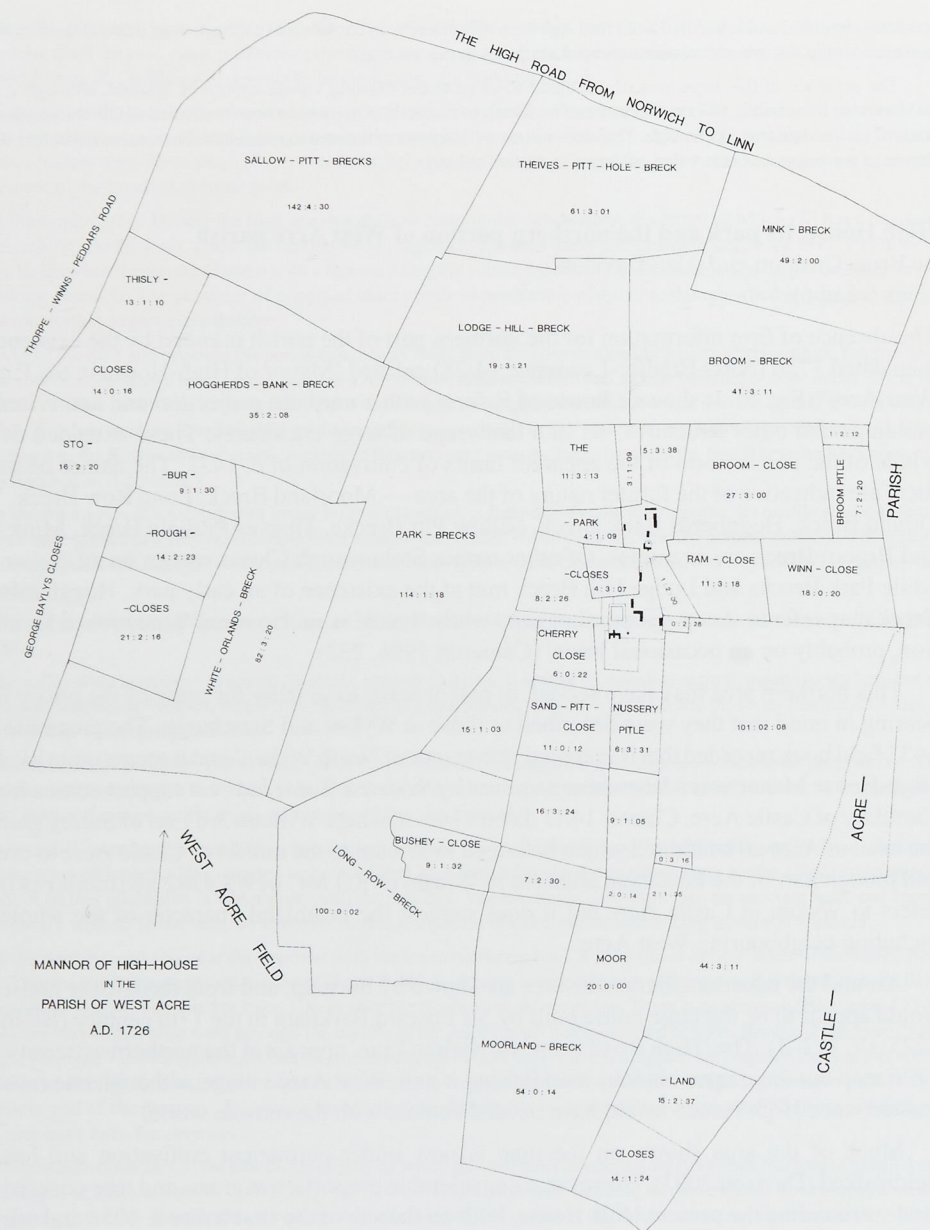 THE HIGH ROAD FROM NORWICH TO LINN
SALLOW - PITT - BRECKS
142:4:30
THEIVES - PITT - HOLE - BRECK
61:3:01
MINK - BRECK
49:2:00
THORPE - WINNS - PEDDARS ROAD
THISLY -
13:1:10
CLOSES
14:0:16
HOGGHERDS - BANK - BRECK
35:2:08
LODGE - HILL - BRECK
19:3:21
BROOM - BRECK
41:3:11
STO -
16:2:20
-BUR-
9:1:30
-ROUGH-
14:2:23
-CLOSES
21:2:16
GEORGE BAYLYS CLOSES
WHITE - ORLANDS - BRECK
82:3:20
PARK - BRECKS
114:1:18
THE
11:3:13
3:1:09
5:3:38
- PARK
4:1:09
-CLOSES
8:2:26
4:3:07
BROOM - CLOSE
27:3:00
1:2:12
BROOM PITLE
7:2:20
PARISH
RAM - CLOSE
11:3:18
WINN - CLOSE
18:0:20
0:2:28
CHERRY
CLOSE
6:0:22
SAND - PITT -
CLOSE
11:0:12
NUSSERY
PITLE
6:3:31
101:02:08
15:1:03
16:3:24
9:1:05
ACRE —
BUSHEY - CLOSE
9:1:32
7:2:30
0:3:16
2:0:14
LONG - ROW - BRECK
100:0:02
WEST ACRE FIELD
MOOR
20:0:00
44:3:11
CASTLE —
MOORLAND - BRECK
54:0:14
- LAND
15:2:37
- CLOSES
14:1:24
MANNOR OF HIGH-HOUSE
IN THE
PARISH OF WEST ACRE
A.D. 1726